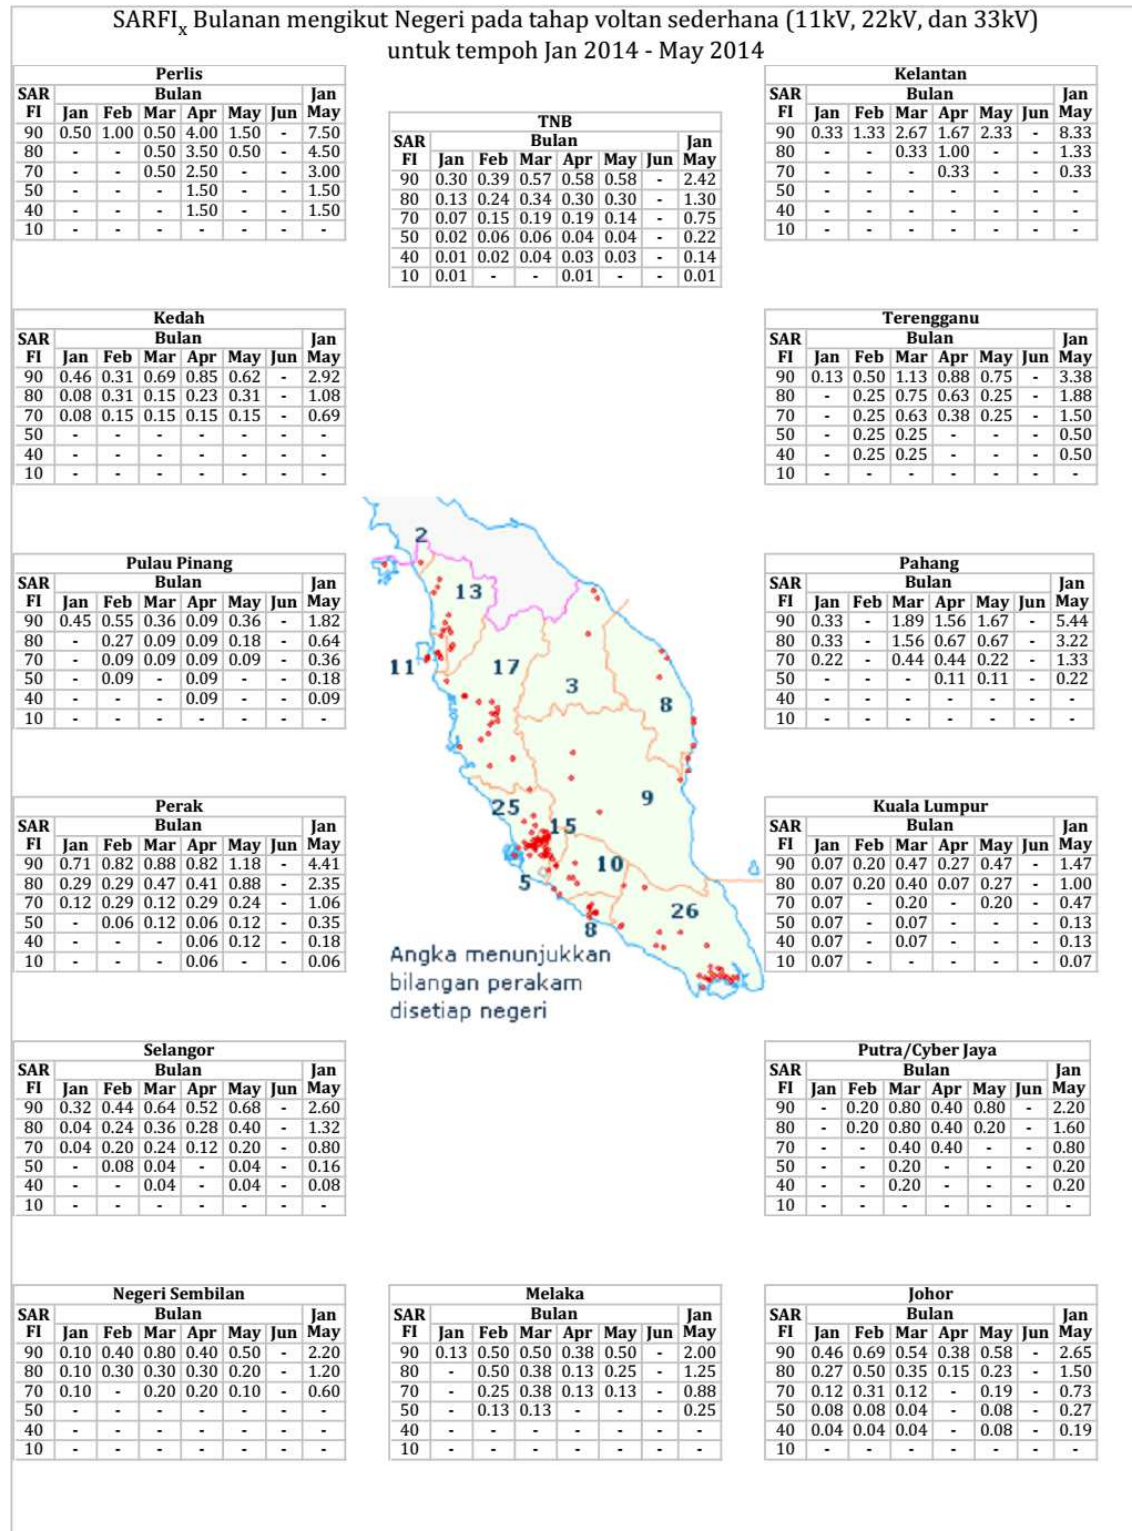 SARFIx Bulanan mengikut Negeri pada tahap voltan sederhana (11kV, 22kV, dan 33kV)
untuk tempoh Jan 2014 - May 2014
Perlis
SAR Bulan Jan
FI Jan Feb Mar Apr May Jun May
90 0.50 1.00 0.50 4.00 1.50 - 7.50
80 - - 0.50 3.50 0.50 - 4.50
70 - - 0.50 2.50 - - 3.00
50 - - - 1.50 - - 1.50
40 - - - 1.50 - - 1.50
10 - - - - - - -
TNB
SAR Bulan Jan
FI Jan Feb Mar Apr May Jun May
90 0.30 0.39 0.57 0.58 0.58 - 2.42
80 0.13 0.24 0.34 0.30 0.30 - 1.30
70 0.07 0.15 0.19 0.19 0.14 - 0.75
50 0.02 0.06 0.06 0.04 0.04 - 0.22
40 0.01 0.02 0.04 0.03 0.03 - 0.14
10 0.01 - - 0.01 - - 0.01
Kelantan
SAR Bulan Jan
FI Jan Feb Mar Apr May Jun May
90 0.33 1.33 2.67 1.67 2.33 - 8.33
80 - - 0.33 1.00 - - 1.33
70 - - - 0.33 - - 0.33
50 - - - - - - -
40 - - - - - - -
10 - - - - - - -
Kedah
SAR Bulan Jan
FI Jan Feb Mar Apr May Jun May
90 0.46 0.31 0.69 0.85 0.62 - 2.92
80 0.08 0.31 0.15 0.23 0.31 - 1.08
70 0.08 0.15 0.15 0.15 0.15 - 0.69
50 - - - - - - -
40 - - - - - - -
10 - - - - - - -
Terengganu
SAR Bulan Jan
FI Jan Feb Mar Apr May Jun May
90 0.13 0.50 1.13 0.88 0.75 - 3.38
80 - 0.25 0.75 0.63 0.25 - 1.88
70 - 0.25 0.63 0.38 0.25 - 1.50
50 - 0.25 0.25 - - - 0.50
40 - 0.25 0.25 - - - 0.50
10 - - - - - - -
Pulau Pinang
SAR Bulan Jan
FI Jan Feb Mar Apr May Jun May
90 0.45 0.55 0.36 0.09 0.36 - 1.82
80 - 0.27 0.09 0.09 0.18 - 0.64
70 - 0.09 0.09 0.09 0.09 - 0.36
50 - 0.09 - 0.09 - - 0.18
40 - - - 0.09 - - 0.09
10 - - - - - - -
2
13
11
17
3
8
9
25
15
10
5
26
8
Angka menunjukkan
bilangan perakam
disetiap negeri
Pahang
SAR Bulan Jan
FI Jan Feb Mar Apr May Jun May
90 0.33 - 1.89 1.56 1.67 - 5.44
80 0.33 - 1.56 0.67 0.67 - 3.22
70 0.22 - 0.44 0.44 0.22 - 1.33
50 - - - 0.11 0.11 - 0.22
40 - - - - - - -
10 - - - - - - -
Perak
SAR Bulan Jan
FI Jan Feb Mar Apr May Jun May
90 0.71 0.82 0.88 0.82 1.18 - 4.41
80 0.29 0.29 0.47 0.41 0.88 - 2.35
70 0.12 0.29 0.12 0.29 0.24 - 1.06
50 - 0.06 0.12 0.06 0.12 - 0.35
40 - - - 0.06 0.12 - 0.18
10 - - - 0.06 - - 0.06
Kuala Lumpur
SAR Bulan Jan
FI Jan Feb Mar Apr May Jun May
90 0.07 0.20 0.47 0.27 0.47 - 1.47
80 0.07 0.20 0.40 0.07 0.27 - 1.00
70 0.07 - 0.20 - 0.20 - 0.47
50 0.07 - 0.07 - - - 0.13
40 0.07 - 0.07 - - - 0.13
10 0.07 - - - - - 0.07
Selangor
SAR Bulan Jan
FI Jan Feb Mar Apr May Jun May
90 0.32 0.44 0.64 0.52 0.68 - 2.60
80 0.04 0.24 0.36 0.28 0.40 - 1.32
70 0.04 0.20 0.24 0.12 0.20 - 0.80
50 - 0.08 0.04 - 0.04 - 0.16
40 - - 0.04 - 0.04 - 0.08
10 - - - - - - -
Putra/Cyber Jaya
SAR Bulan Jan
FI Jan Feb Mar Apr May Jun May
90 - 0.20 0.80 0.40 0.80 - 2.20
80 - 0.20 0.80 0.40 0.20 - 1.60
70 - - 0.40 0.40 - - 0.80
50 - - 0.20 - - - 0.20
40 - - 0.20 - - - 0.20
10 - - - - - - -
Negeri Sembilan
SAR Bulan Jan
FI Jan Feb Mar Apr May Jun May
90 0.10 0.40 0.80 0.40 0.50 - 2.20
80 0.10 0.30 0.30 0.30 0.20 - 1.20
70 0.10 - 0.20 0.20 0.10 - 0.60
50 - - - - - - -
40 - - - - - - -
10 - - - - - - -
Melaka
SAR Bulan Jan
FI Jan Feb Mar Apr May Jun May
90 0.13 0.50 0.50 0.38 0.50 - 2.00
80 - 0.50 0.38 0.13 0.25 - 1.25
70 - 0.25 0.38 0.13 0.13 - 0.88
50 - 0.13 0.13 - - - 0.25
40 - - - - - - -
10 - - - - - - -
Johor
SAR Bulan Jan
FI Jan Feb Mar Apr May Jun May
90 0.46 0.69 0.54 0.38 0.58 - 2.65
80 0.27 0.50 0.35 0.15 0.23 - 1.50
70 0.12 0.31 0.12 - 0.19 - 0.73
50 0.08 0.08 0.04 - 0.08 - 0.27
40 0.04 0.04 0.04 - 0.08 - 0.19
10 - - - - - - -